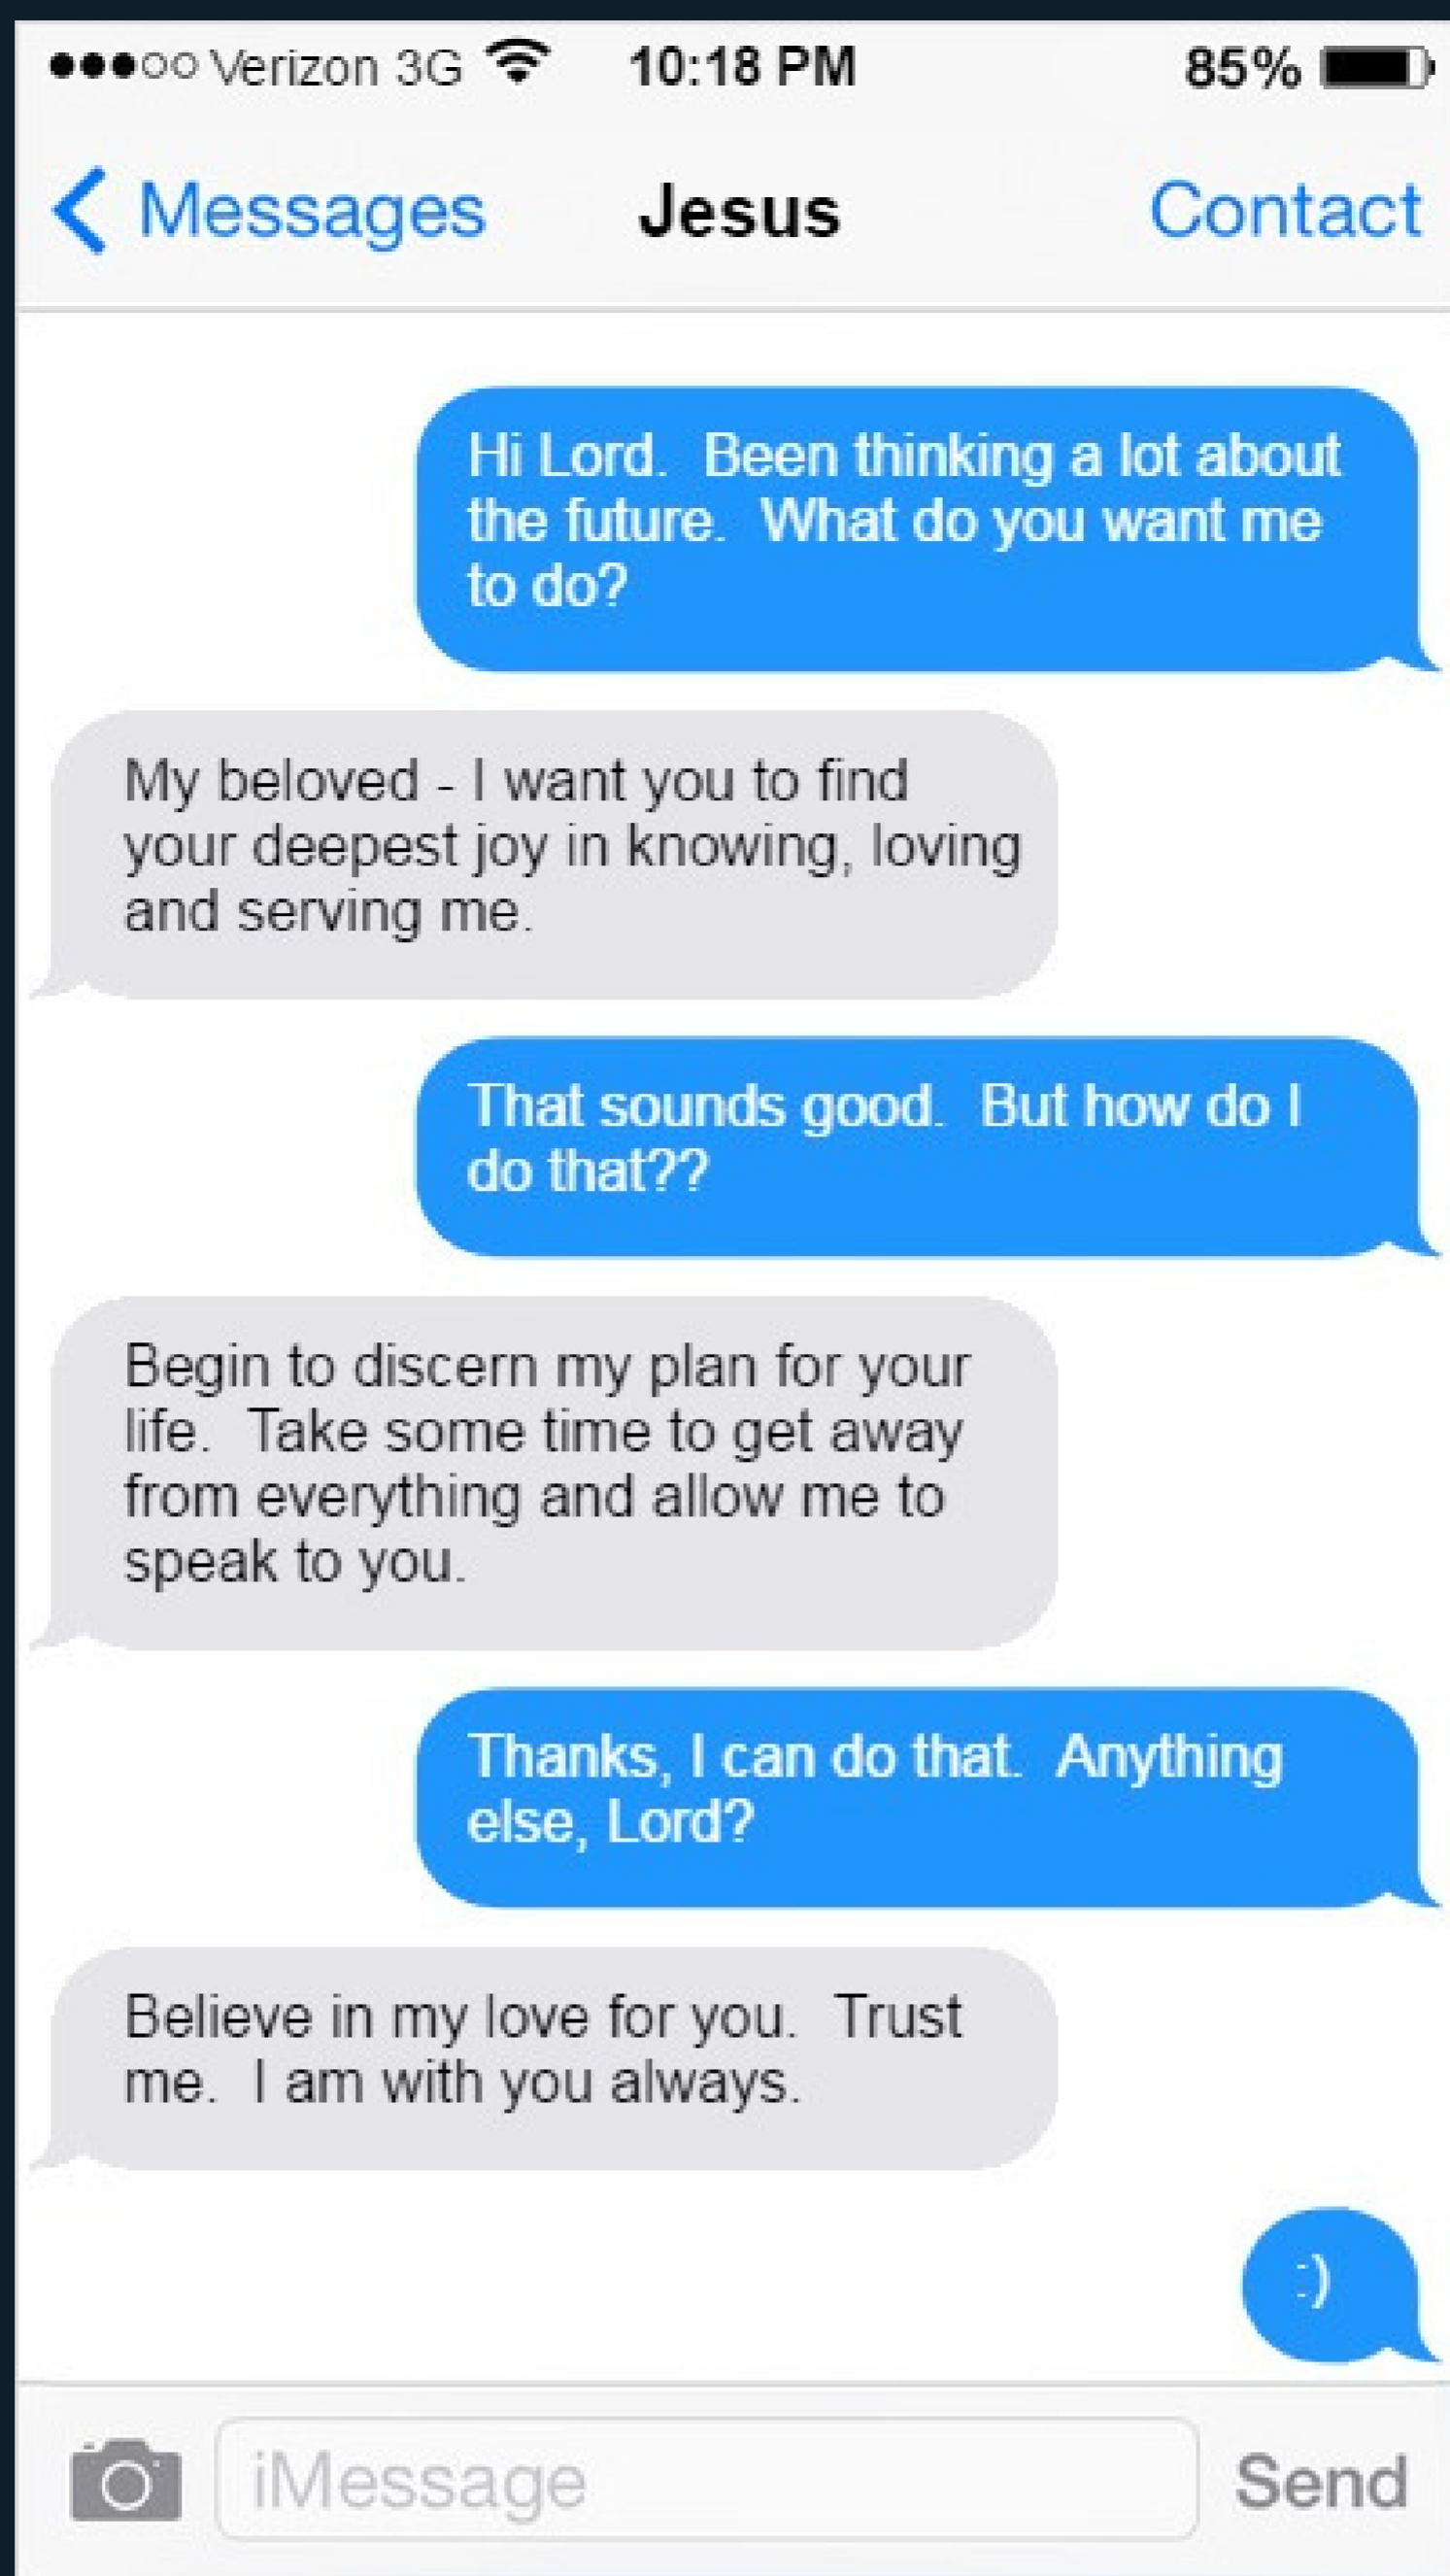 Verizon 3G 10:18 PM 85%
Messages Jesus Contact
Hi Lord.  Been thinking a lot about
the future.  What do you want me
to do?
My beloved - I want you to find
your deepest joy in knowing, loving
and serving me.
That sounds good.  But how do I
do that??
Begin to discern my plan for your
life.  Take some time to get away
from everything and allow me to
speak to you.
Thanks, I can do that.  Anything
else, Lord?
Believe in my love for you.  Trust
me.  I am with you always.
:)
iMessage Send